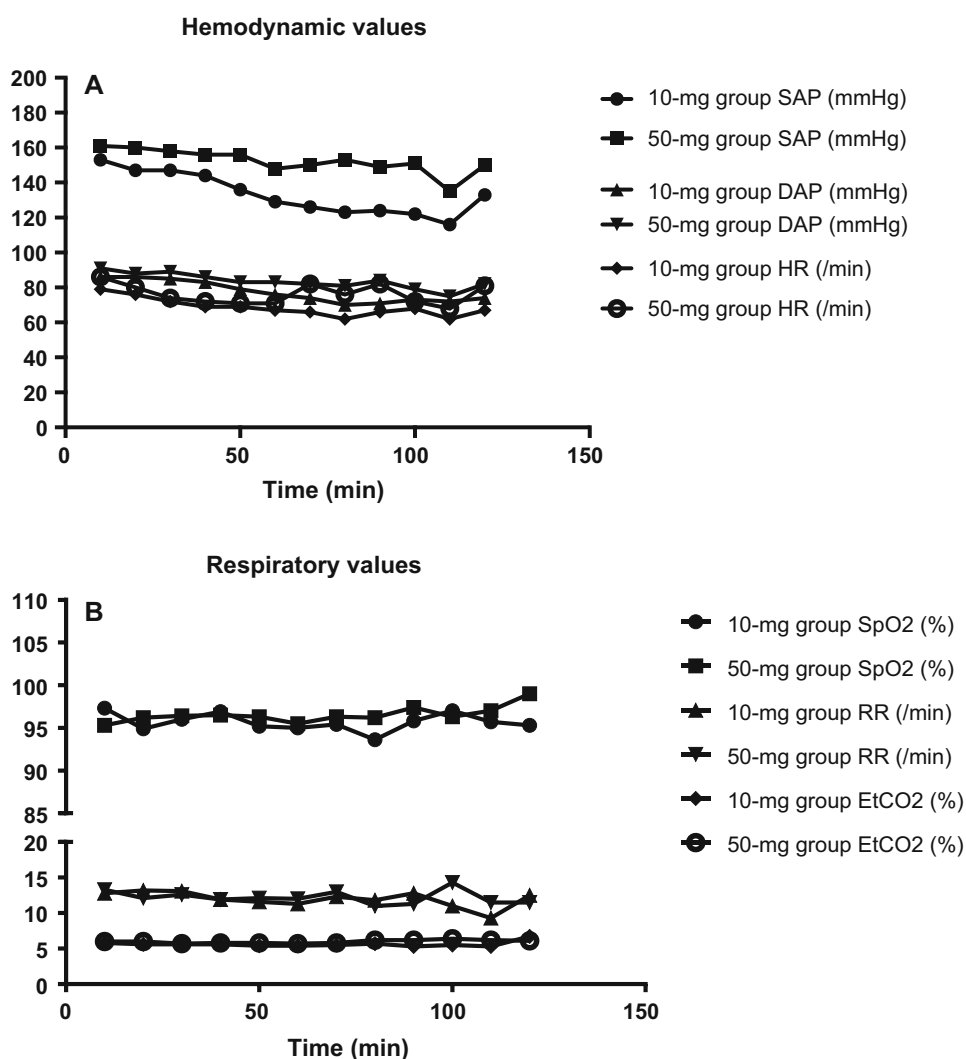 Hemodynamic values
A
200
180
160
140
120
100
80
60
40
20
0
0 50 100 150
Time (min)
10-mg group SAP (mmHg)
50-mg group SAP (mmHg)
10-mg group DAP (mmHg)
50-mg group DAP (mmHg)
10-mg group HR (/min)
50-mg group HR (/min)
Respiratory values
B
110
105
100
95
90
85
20
15
10
5
0
0 50 100 150
Time (min)
10-mg group SpO2 (%)
50-mg group SpO2 (%)
10-mg group RR (/min)
50-mg group RR (/min)
10-mg group EtCO2 (%)
50-mg group EtCO2 (%)